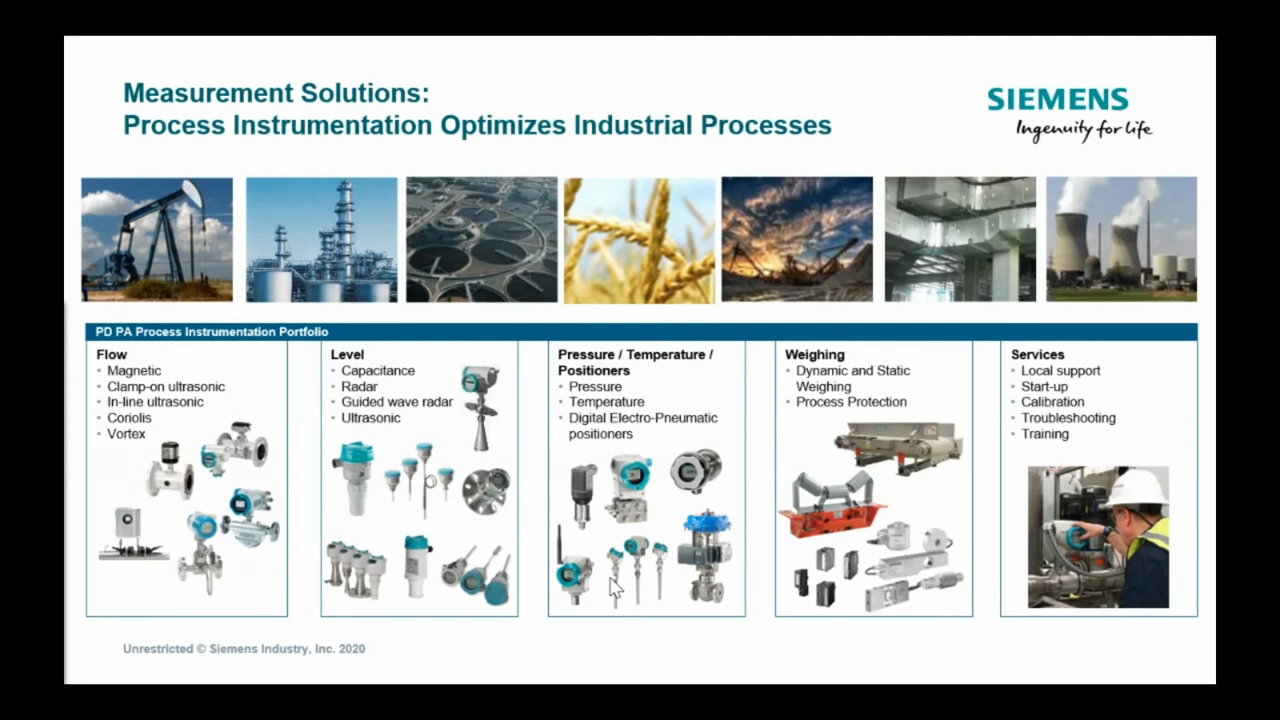 Measurement Solutions:
Process Instrumentation Optimizes Industrial Processes
SIEMENS
Ingenuity for life
PD PA Process Instrumentation Portfolio
Flow
• Magnetic
• Clamp-on ultrasonic
• In-line ultrasonic
• Coriolis
• Vortex
Level
• Capacitance
• Radar
• Guided wave radar
• Ultrasonic
Pressure / Temperature /
Positioners
• Pressure
• Temperature
• Digital Electro-Pneumatic
positioners
Weighing
• Dynamic and Static
Weighing
• Process Protection
Services
• Local support
• Start-up
• Calibration
• Troubleshooting
• Training
Unrestricted © Siemens Industry, Inc. 2020